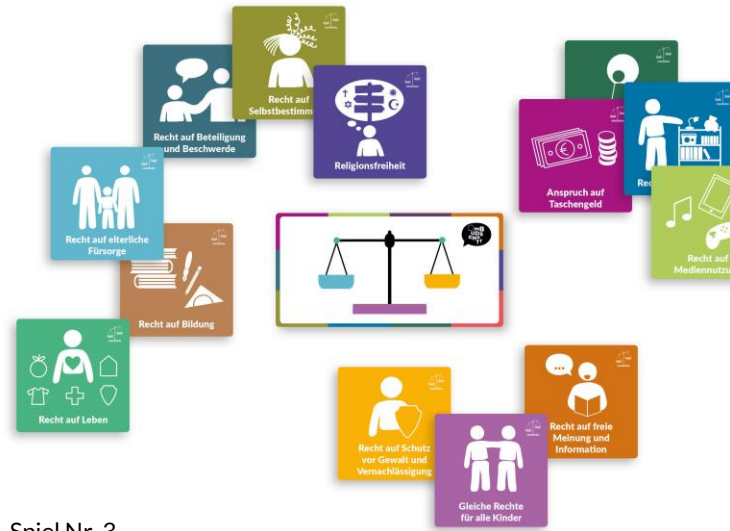 Recht auf
Selbstbestimm
Recht auf Beteiligung
und Beschwerde
Religionsfreiheit
Recht auf elterliche
Fürsorge
Recht auf Bildung
Recht auf Leben
Anspruch auf
Taschengeld
Recht auf
Mediennutzu
Recht auf Schutz
vor Gewalt und
Vernachlässigung
Gleiche Rechte
für alle Kinder
Recht auf freie
Meinung und
Information
Spiel Nr. 3